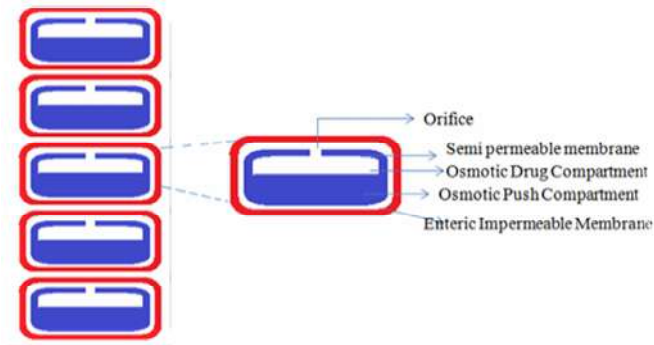 Orifice
Semi permeable membrane
Osmotic Drug Compartment
Osmotic Push Compartment
Enteric Impermeable Membrane